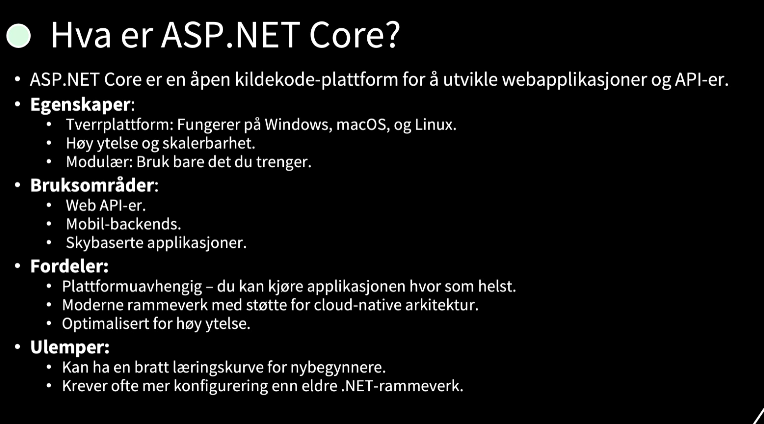 Hva er ASP.NET Core?
• ASP.NET Core er en åpen kildekode-plattform for å utvikle webapplikasjoner og API-er.
• Egenskaper:
• Tverrplattform: Fungerer på Windows, macOS, og Linux.
• Høy ytelse og skalerbarhet.
• Modulær: Bruk bare det du trenger.
• Bruksområder:
• Web API-er.
• Mobil-backends.
• Skybaserte applikasjoner.
• Fordeler:
• Plattformuavhengig – du kan kjøre applikasjonen hvor som helst.
• Moderne rammeverk med støtte for cloud-native arkitektur.
• Optimalisert for høy ytelse.
• Ulemper:
• Kan ha en bratt læringskurve for nybegynnere.
• Krever ofte mer konfigurering enn eldre .NET-rammeverk.